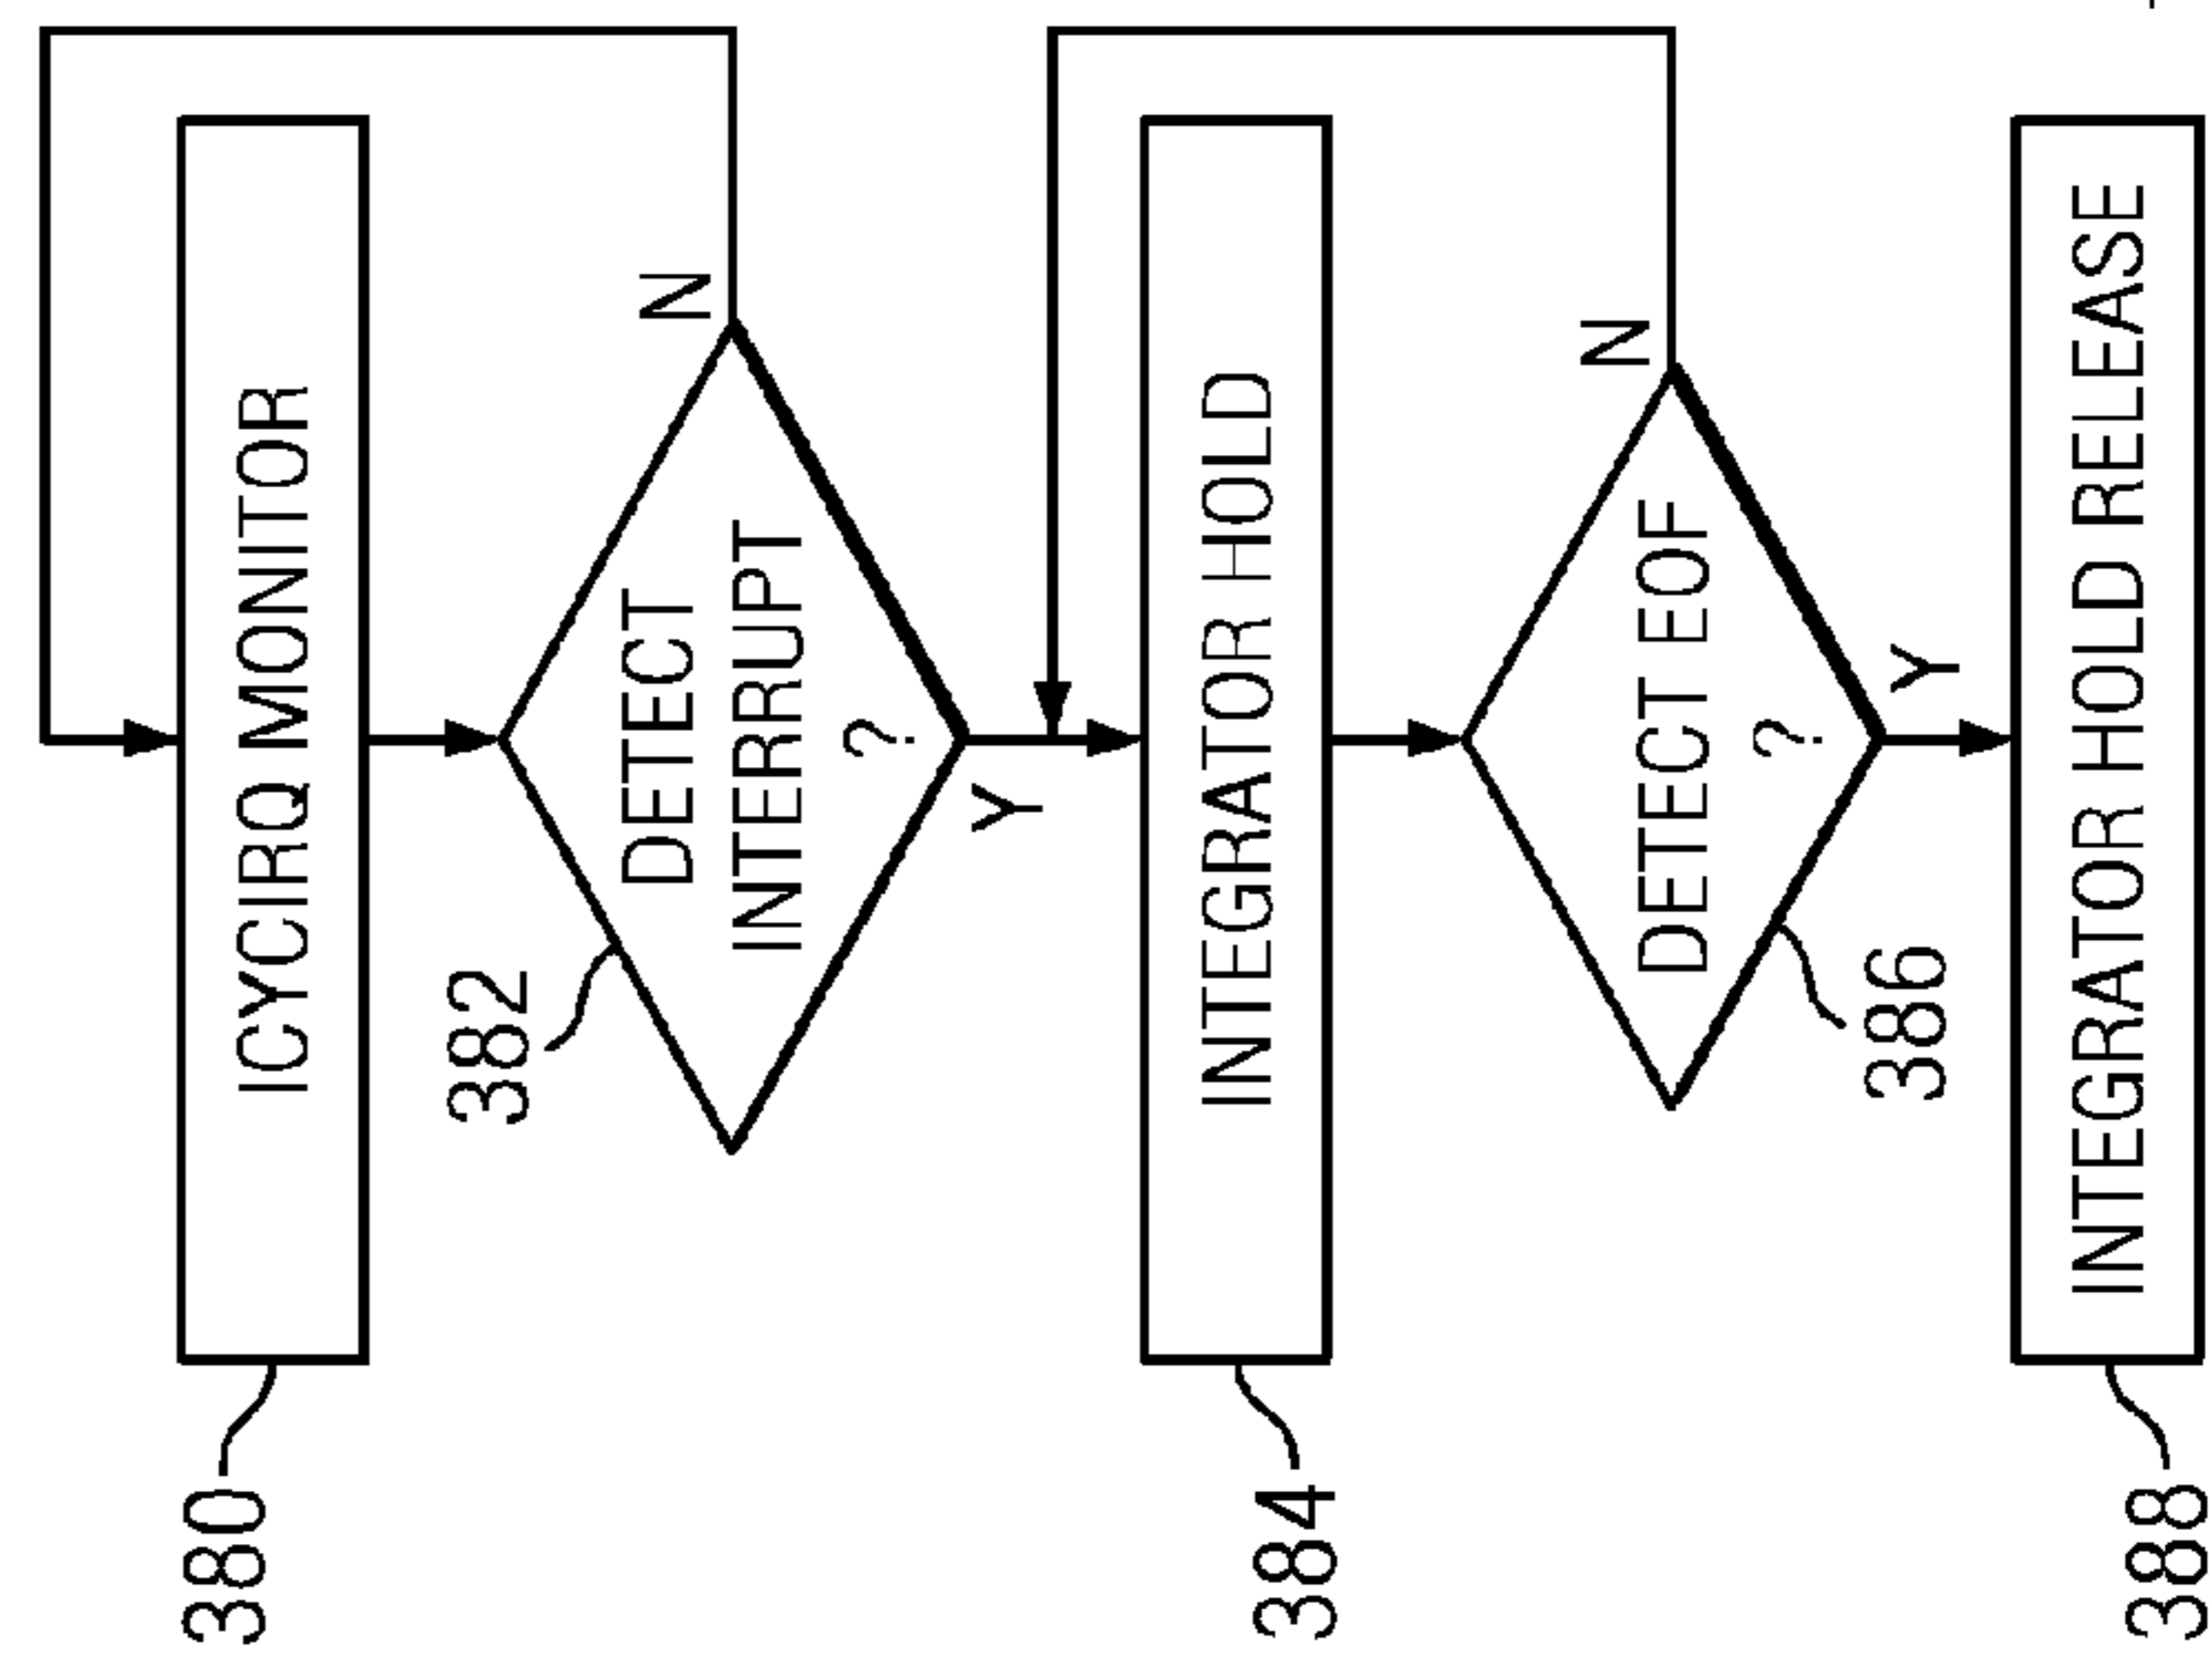 380
ICYCIRQ MONITOR
382
DETECT
INTERRUPT
?
N
Y
384
INTEGRATOR HOLD
DETECT EOF
?
N
386
Y
388
INTEGRATOR HOLD RELEASE